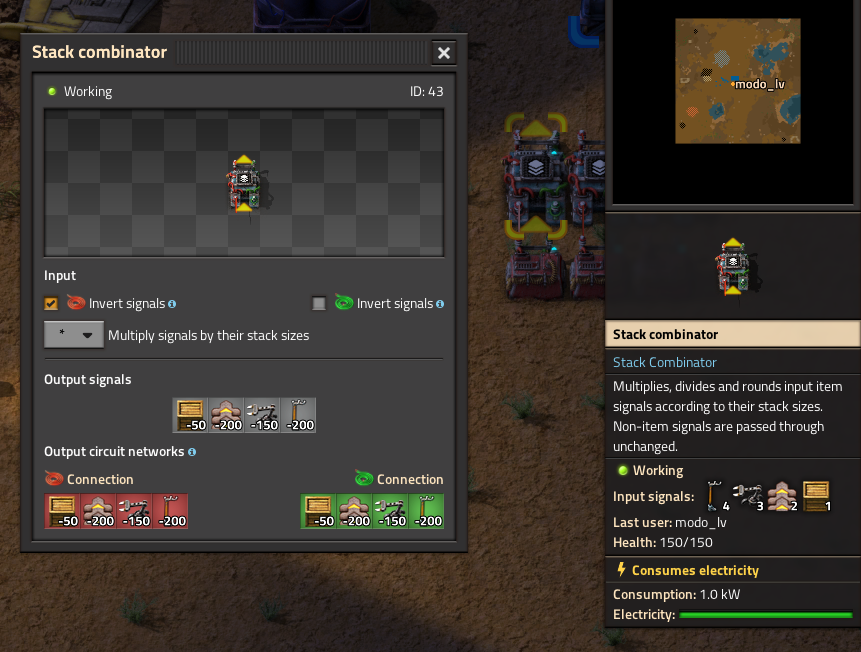 Stack combinator
Working
ID: 43
Input
Invert signals
Invert signals
* Multiply signals by their stack sizes
Output signals
-50 -200 -150 -200
Output circuit networks
Connection
Connection
-50 -200 -150 -200
-50 -200 -150 -200
modo_lv
Stack combinator
Stack Combinator
Multiplies, divides and rounds input item
signals according to their stack sizes.
Non-item signals are passed through
unchanged.
Working
Input signals: 4 3 2 1
Last user: modo_lv
Health: 150/150
Consumes electricity
Consumption: 1.0 kW
Electricity: